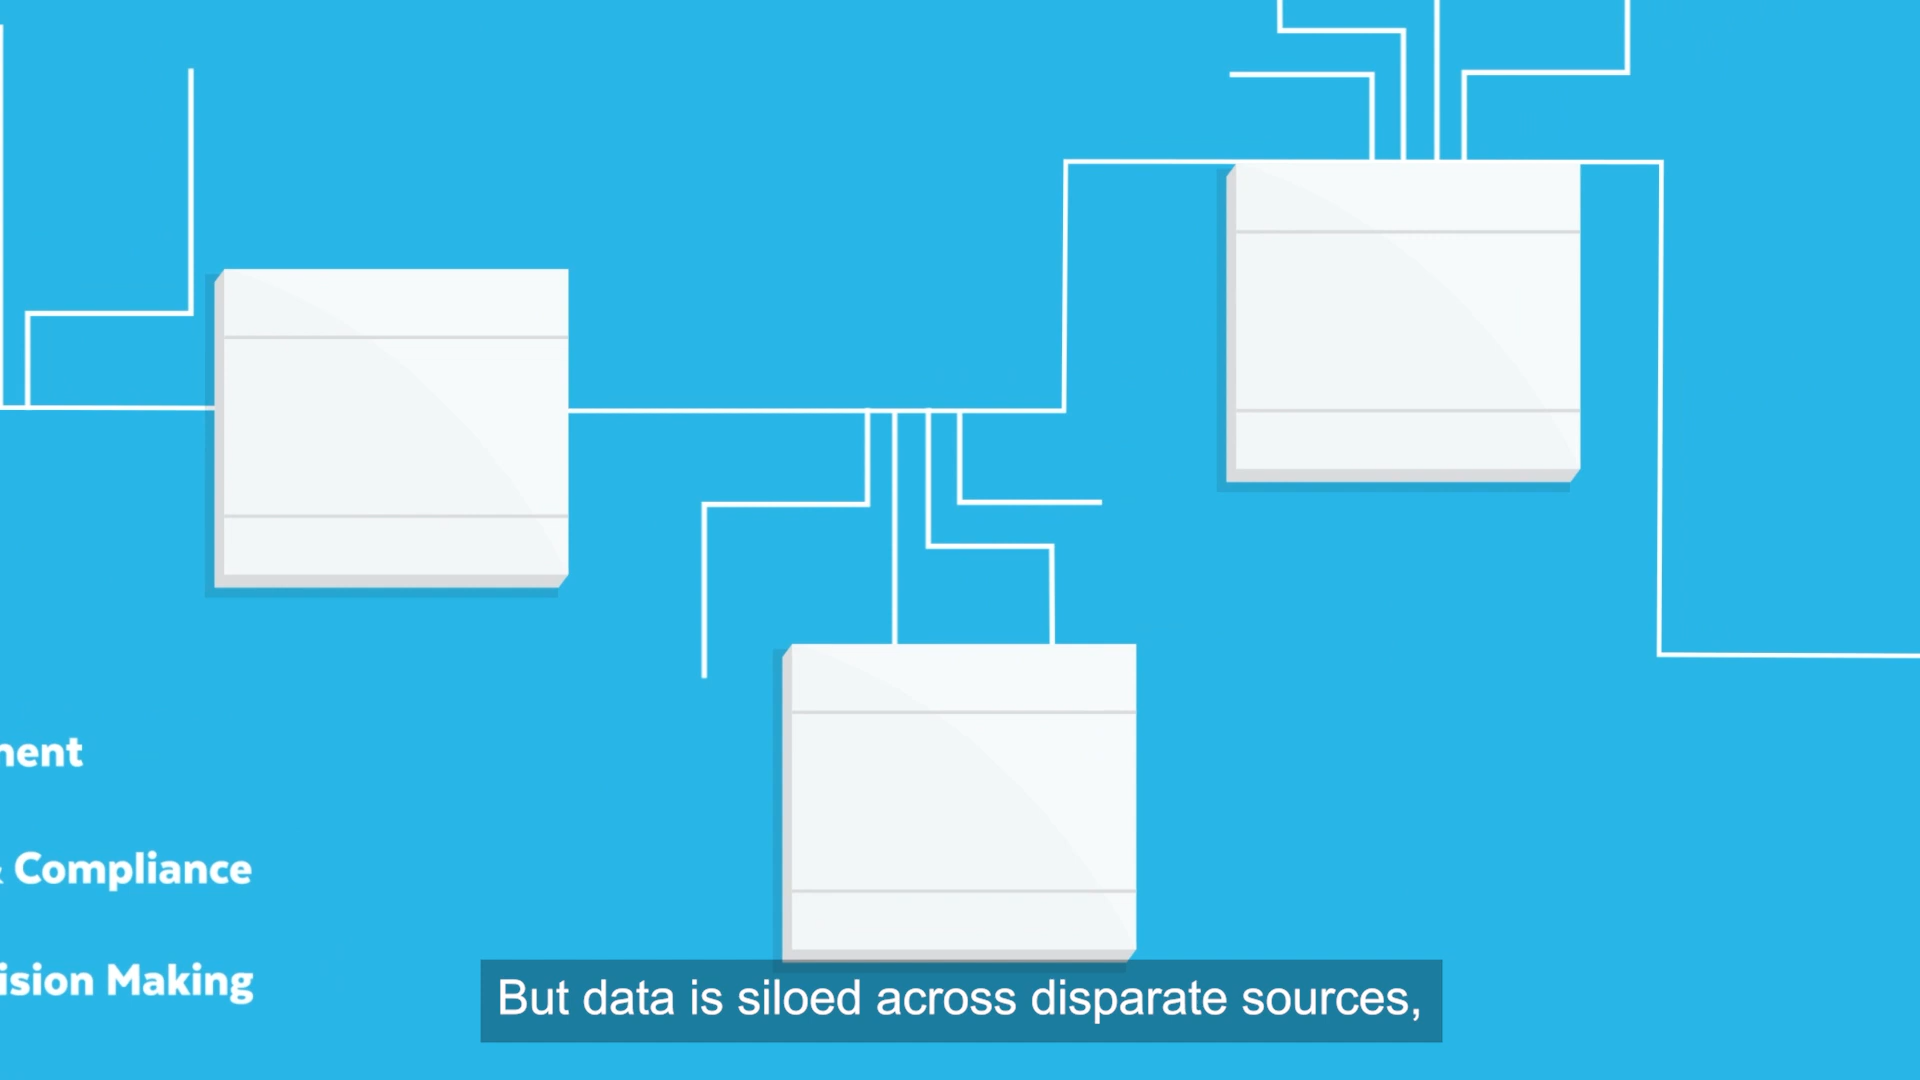 nent
& Compliance
ision Making
But data is siloed across disparate sources,